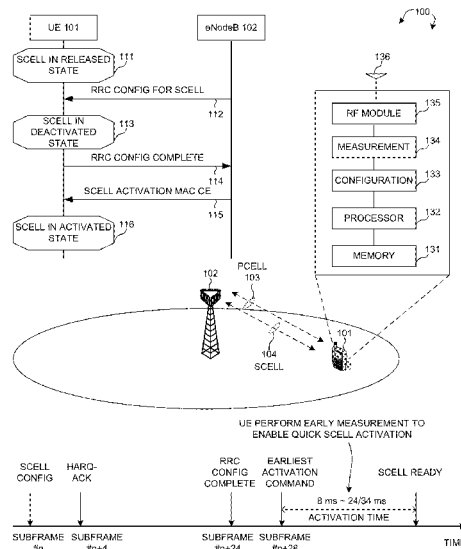 UE 101
eNodeB 102
100
SCELL IN RELEASED STATE
111
RRC CONFIG FOR SCELL
112
SCELL IN DEACTIVATED STATE
113
RRC CONFIG COMPLETE
114
SCELL ACTIVATION MAC CE
115
SCELL IN ACTIVATED STATE
116
136
RF MODULE
135
MEASUREMENT
134
CONFIGURATION
133
PROCESSOR
132
MEMORY
131
102
PCELL
103
104
SCELL
101
UE PERFORM EARLY MEASUREMENT TO
ENABLE QUICK SCELL ACTIVATION
SCELL CONFIG
HARQ-ACK
RRC CONFIG COMPLETE
EARLIEST ACTIVATION COMMAND
8 ms ~ 24/34 ms
ACTIVATION TIME
SCELL READY
SUBFRAME #n
SUBFRAME #n+4
SUBFRAME #n+24
SUBFRAME #n+28
TIME